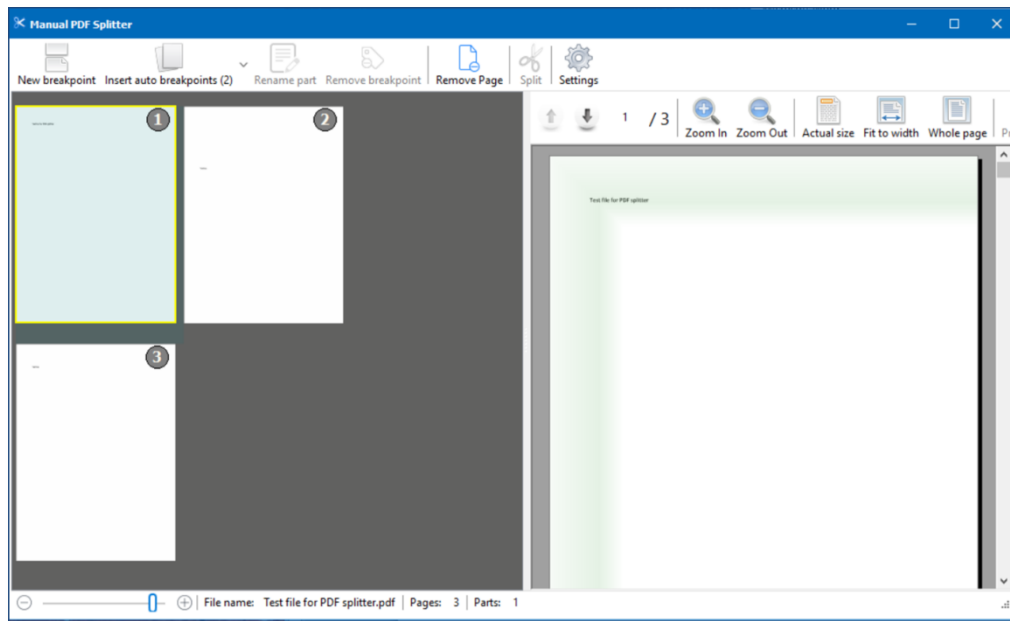 Manual PDF Splitter
New breakpoint Insert auto breakpoints (2) Rename part Remove breakpoint Remove Page Split Settings
1 2
3
1 / 3 Zoom In Zoom Out Actual size Fit to width Whole page Pr
Test file for PDF splitter
File name: Test file for PDF splitter.pdf Pages: 3 Parts: 1